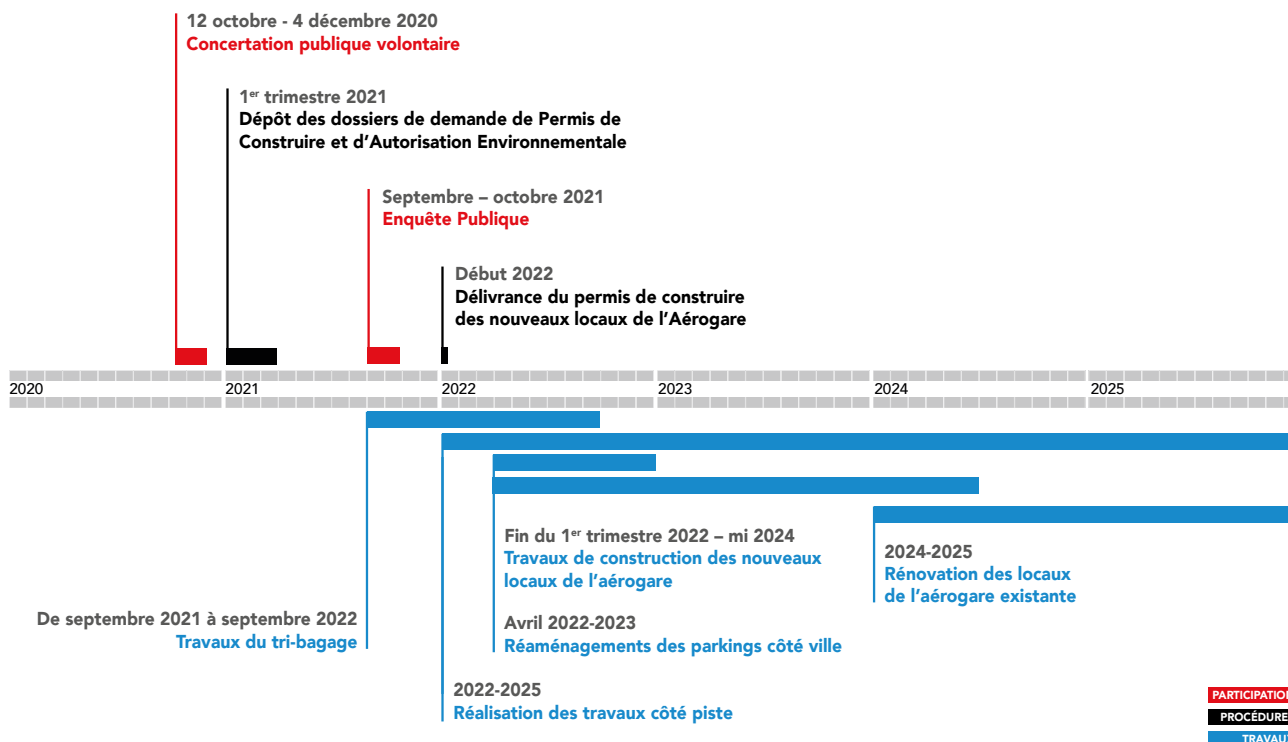 12 octobre - 4 décembre 2020
Concertation publique volontaire
1er trimestre 2021
Dépôt des dossiers de demande de Permis de
Construire et d'Autorisation Environnementale
Septembre – octobre 2021
Enquête Publique
Début 2022
Délivrance du permis de construire
des nouveaux locaux de l'Aérogare
2020 2021 2022 2023 2024 2025
Fin du 1er trimestre 2022 – mi 2024
Travaux de construction des nouveaux
locaux de l'aérogare
2024-2025
Rénovation des locaux
de l'aérogare existante
De septembre 2021 à septembre 2022
Travaux du tri-bagage
Avril 2022-2023
Réaménagements des parkings côté ville
2022-2025
Réalisation des travaux côté piste
PARTICIPATION
PROCÉDURE
TRAVAU